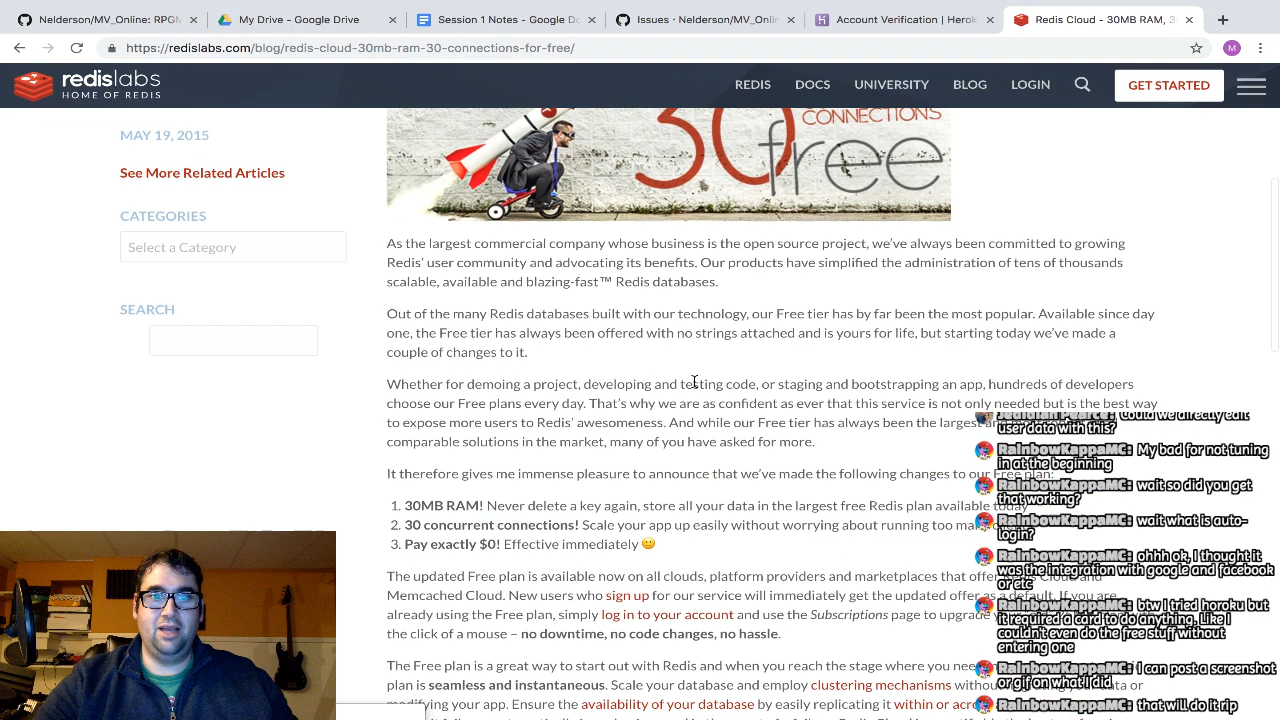 Nelderson/MV_Online: RPGM
My Drive - Google Drive
Session 1 Notes - Google Do
Issues · Nelderson/MV_Onlin
Account Verification | Herok
Redis Cloud - 30MB RAM, 3
https://redislabs.com/blog/redis-cloud-30mb-ram-30-connections-for-free/
M
redislabs
HOME OF REDIS
REDIS
DOCS
UNIVERSITY
BLOG
LOGIN
GET STARTED
MAY 19, 2015
See More Related Articles
CATEGORIES
Select a Category
SEARCH
30 CONNECTIONS
free
As the largest commercial company whose business is the open source project, we've always been committed to growing
Redis' user community and advocating its benefits. Our products have simplified the administration of tens of thousands
scalable, available and blazing-fast™ Redis databases.
Out of the many Redis databases built with our technology, our Free tier has by far been the most popular. Available since day
one, the Free tier has always been offered with no strings attached and is yours for life, but starting today we've made a
couple of changes to it.
Whether for demoing a project, developing and testing code, or staging and bootstrapping an app, hundreds of developers
choose our Free plans every day. That's why we are as confident as ever that this service is not only needed but is the best way
to expose more users to Redis' awesomeness. And while our Free tier has always been the largest
comparable solutions in the market, many of you have asked for more.
It therefore gives me immense pleasure to announce that we've made the following changes to our Free plan:
1. 30MB RAM! Never delete a key again, store all your data in the largest free Redis plan available today
2. 30 concurrent connections! Scale your app up easily without worrying about running too
3. Pay exactly $0! Effective immediately 🙂
The updated Free plan is available now on all clouds, platform providers and marketplaces that
Memcached Cloud. New users who sign up for our service will immediately get the updated offer as a default. If you are
already using the Free plan, simply log in to your account and use the Subscriptions page to upgrade
the click of a mouse – no downtime, no code changes, no hassle.
The Free plan is a great way to start out with Redis and when you reach the stage where you
plan is seamless and instantaneous. Scale your database and employ clustering mechanisms without
modifying your app. Ensure the availability of your database by easily replicating it within or
Could we directly edit
user data with this?
RainbowKappaMC: My bad for not tuning
in at the beginning
RainbowKappaMC: wait so did you get
that working?
RainbowKappaMC: wait what is auto-
login?
RainbowKappaMC: ohhh ok, I thought it
was the integration with google and facebook
or etc
RainbowKappaMC: btw I tried horoku but
it required a card to do anything. Like I
couldn't even do the free stuff without
entering one
RainbowKappaMC: I can post a screenshot
or gif on what I did
RainbowKappaMC: that will do it rip